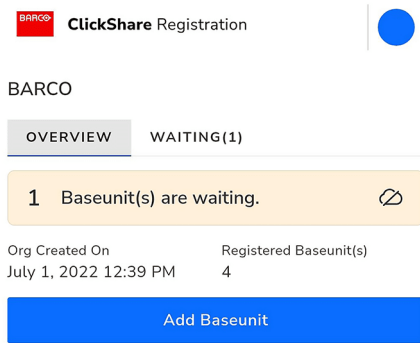 BARCO ClickShare Registration
BARCO
OVERVIEW WAITING(1)
1 Baseunit(s) are waiting.
Org Created On Registered Baseunit(s)
July 1, 2022 12:39 PM 4
Add Baseunit